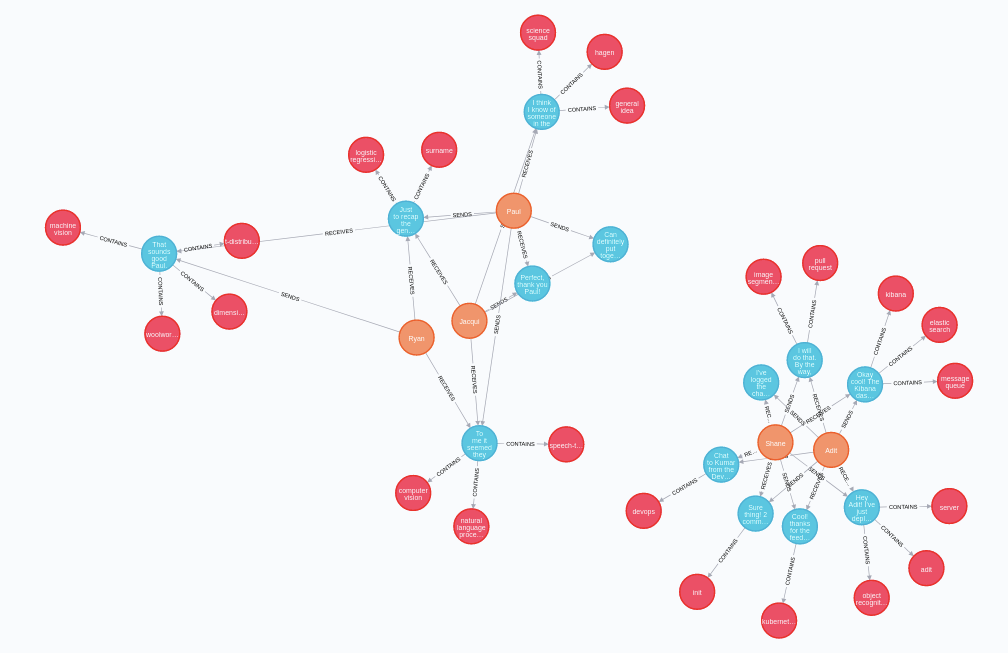 science
squad
hagen
CONTAINS
CONTAINS
I think
I know of
someone
in the
CONTAINS
general
idea
RECEIVES
logistic
regressi...
surname
CONTAINS
CONTAINS
Just
to recap
the
gen...
SENDS
Paul
SENDS
Can
definitely
put
toge...
machine
vision
CONTAINS
That
sounds
good
Paul...
CONTAINS
t-distribu...
RECEIVES
RECEIVES
Perfect,
thank you
Paul!
SENDS
CONTAINS
CONTAINS
RECEIVES
RECEIVES
SENDS
dimensi...
woolwor...
Ryan
Jacqui
SENDS
RECEIVES
RECEIVES
To
me it
seemed
they
CONTAINS
speech-t...
CONTAINS
CONTAINS
computer
vision
natural
language
proce...
image
segmen...
pull
request
kibana
elastic
search
CONTAINS
CONTAINS
CONTAINS
CONTAINS
I will
do that.
By the
way,
I've
logged
the
cha...
Okay
cool! The
Kibana
das...
CONTAINS
message
queue
REC...
SENDS
SENDS
RECEIVES
RECEIVES
SENDS
Shane
Adit
Chat
to Kumar
from the
Dev...
RE...
RECEIVES
SENDS
SENDS
RECEIVES
SENDS
RECE...
CONTAINS
devops
Sure
thing! 2
comm...
Cool!
thanks
for the
feed...
Hey
Adit! I've
just
depl...
CONTAINS
server
CONTAINS
CONTAINS
CONTAINS
CONTAINS
adit
init
object
recognit...
kubernet...